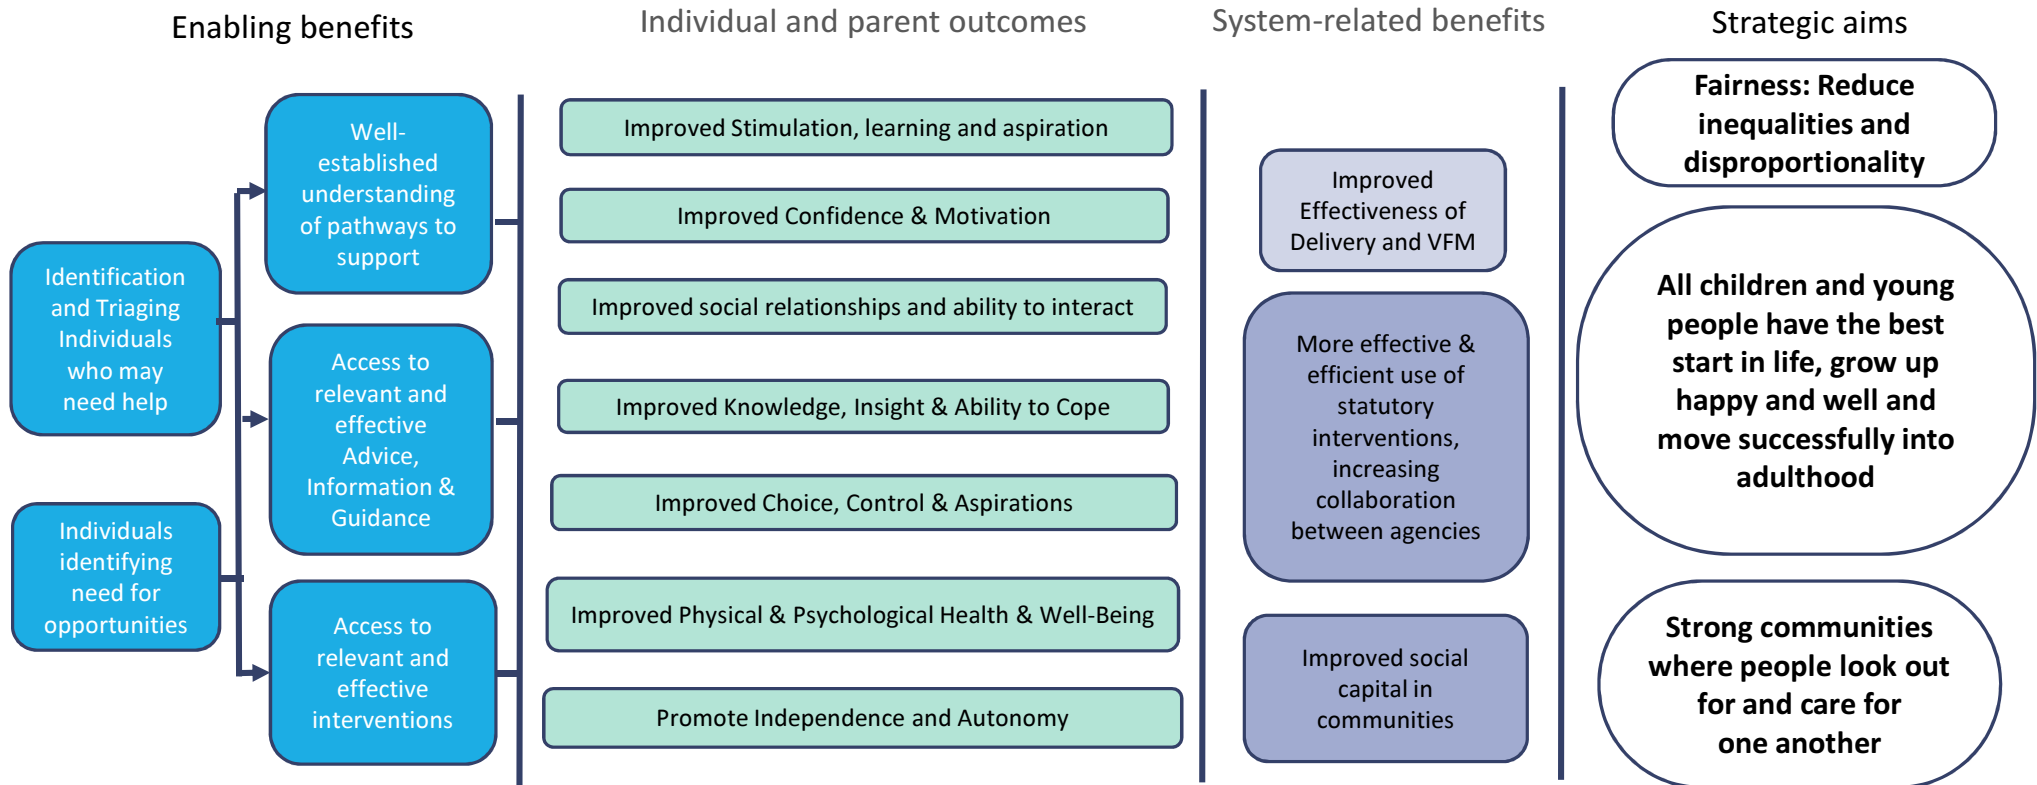 Enabling benefits
Individual and parent outcomes
System-related benefits
Strategic aims
Identification
and Triaging
Individuals
who may
need help
Individuals
identifying
need for
opportunities
Well-
established
understanding
of pathways to
support
Access to
relevant and
effective
Advice,
Information &
Guidance
Access to
relevant and
effective
interventions
Improved Stimulation, learning and aspiration
Improved Confidence & Motivation
Improved social relationships and ability to interact
Improved Knowledge, Insight & Ability to Cope
Improved Choice, Control & Aspirations
Improved Physical & Psychological Health & Well-Being
Promote Independence and Autonomy
Improved
Effectiveness of
Delivery and VFM
More effective &
efficient use of
statutory
interventions,
increasing
collaboration
between agencies
Improved social
capital in
communities
Fairness: Reduce
inequalities and
disproportionality
All children and young
people have the best
start in life, grow up
happy and well and
move successfully into
adulthood
Strong communities
where people look out
for and care for
one another